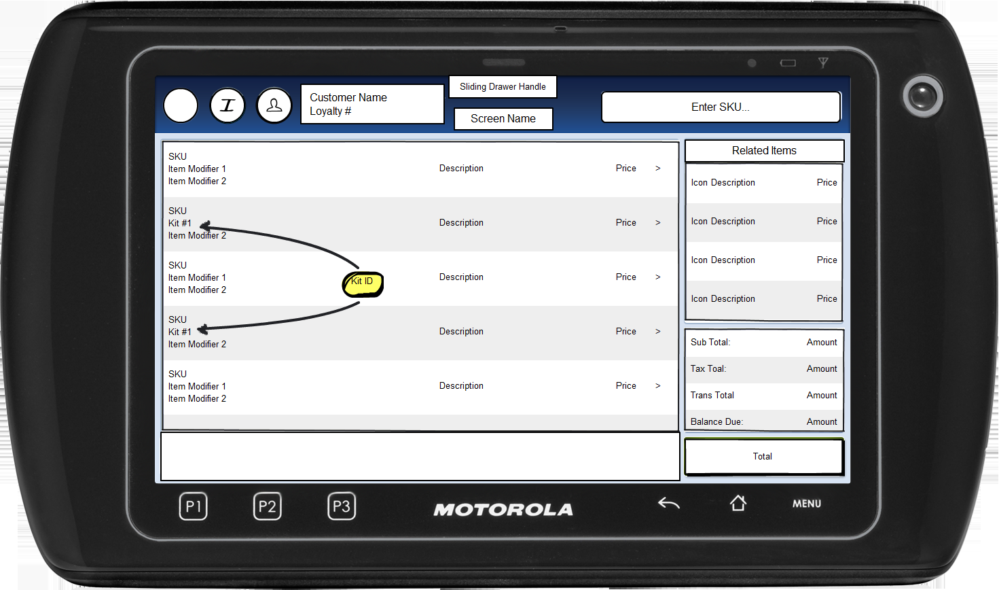 Sliding Drawer Handle
Customer Name
Loyalty #
Screen Name
Enter SKU...
I
SKU
Item Modifier 1
Item Modifier 2
Description
Price
>
SKU
Kit #1
Item Modifier 2
Description
Price
>
SKU
Item Modifier 1
Item Modifier 2
Kit ID
Description
Price
>
SKU
Kit #1
Item Modifier 2
Description
Price
>
SKU
Item Modifier 1
Item Modifier 2
Description
Price
>
Related Items
Icon Description Price
Icon Description Price
Icon Description Price
Icon Description Price
Sub Total: Amount
Tax Toal: Amount
Trans Total Amount
Balance Due: Amount
Total
P1 P2 P3 MOTOROLA MENU